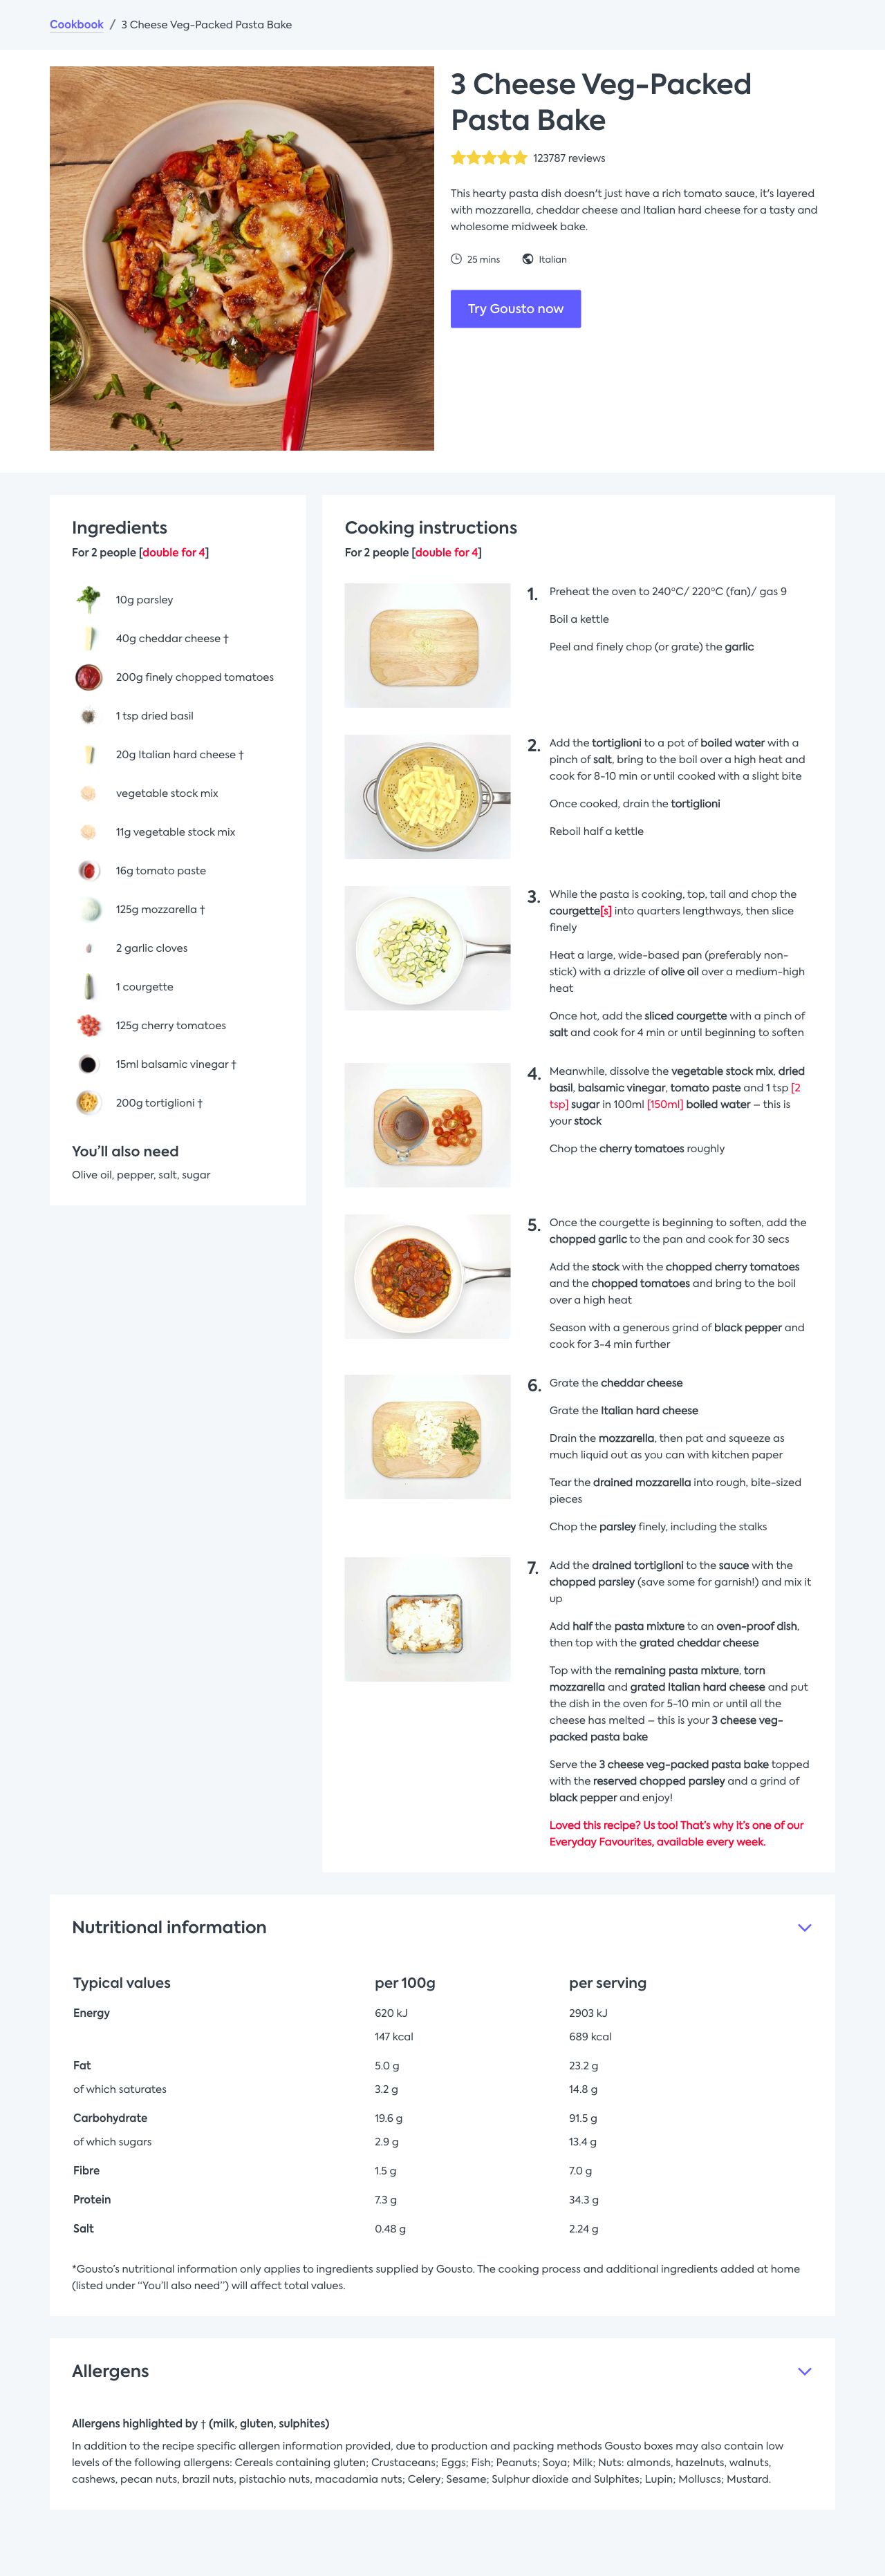 Cookbook / 3 Cheese Veg-Packed Pasta Bake
3 Cheese Veg-Packed
Pasta Bake
123787 reviews
This hearty pasta dish doesn't just have a rich tomato sauce, it's layered
with mozzarella, cheddar cheese and Italian hard cheese for a tasty and
wholesome midweek bake.
25 mins Italian
Try Gousto now
Ingredients
For 2 people [double for 4]
10g parsley
40g cheddar cheese †
200g finely chopped tomatoes
1 tsp dried basil
20g Italian hard cheese †
vegetable stock mix
11g vegetable stock mix
16g tomato paste
125g mozzarella †
2 garlic cloves
1 courgette
125g cherry tomatoes
15ml balsamic vinegar †
200g tortiglioni †
You'll also need
Olive oil, pepper, salt, sugar
Cooking instructions
For 2 people [double for 4]
1. Preheat the oven to 240°C/ 220°C (fan)/ gas 9
Boil a kettle
Peel and finely chop (or grate) the garlic
2. Add the tortiglioni to a pot of boiled water with a
pinch of salt, bring to the boil over a high heat and
cook for 8-10 min or until cooked with a slight bite
Once cooked, drain the tortiglioni
Reboil half a kettle
3. While the pasta is cooking, top, tail and chop the
courgette[s] into quarters lengthways, then slice
finely
Heat a large, wide-based pan (preferably non-
stick) with a drizzle of olive oil over a medium-high
heat
Once hot, add the sliced courgette with a pinch of
salt and cook for 4 min or until beginning to soften
4. Meanwhile, dissolve the vegetable stock mix, dried
basil, balsamic vinegar, tomato paste and 1 tsp [2
tsp] sugar in 100ml [150ml] boiled water – this is
your stock
Chop the cherry tomatoes roughly
5. Once the courgette is beginning to soften, add the
chopped garlic to the pan and cook for 30 secs
Add the stock with the chopped cherry tomatoes
and the chopped tomatoes and bring to the boil
over a high heat
Season with a generous grind of black pepper and
cook for 3-4 min further
6. Grate the cheddar cheese
Grate the Italian hard cheese
Drain the mozzarella, then pat and squeeze as
much liquid out as you can with kitchen paper
Tear the drained mozzarella into rough, bite-sized
pieces
Chop the parsley finely, including the stalks
7. Add the drained tortiglioni to the sauce with the
chopped parsley (save some for garnish!) and mix it
up
Add half the pasta mixture to an oven-proof dish,
then top with the grated cheddar cheese
Top with the remaining pasta mixture, torn
mozzarella and grated Italian hard cheese and put
the dish in the oven for 5-10 min or until all the
cheese has melted – this is your 3 cheese veg-
packed pasta bake
Serve the 3 cheese veg-packed pasta bake topped
with the reserved chopped parsley and a grind of
black pepper and enjoy!
Loved this recipe? Us too! That's why it's one of our
Everyday Favourites, available every week.
Nutritional information
Typical values per 100g per serving
Energy 620 kJ 2903 kJ
147 kcal 689 kcal
Fat 5.0 g 23.2 g
of which saturates 3.2 g 14.8 g
Carbohydrate 19.6 g 91.5 g
of which sugars 2.9 g 13.4 g
Fibre 1.5 g 7.0 g
Protein 7.3 g 34.3 g
Salt 0.48 g 2.24 g
*Gousto's nutritional information only applies to ingredients supplied by Gousto. The cooking process and additional ingredients added at home
(listed under "You'll also need") will affect total values.
Allergens
Allergens highlighted by † (milk, gluten, sulphites)
In addition to the recipe specific allergen information provided, due to production and packing methods Gousto boxes may also contain low
levels of the following allergens: Cereals containing gluten; Crustaceans; Eggs; Fish; Peanuts; Soya; Milk; Nuts: almonds, hazelnuts, walnuts,
cashews, pecan nuts, brazil nuts, pistachio nuts, macadamia nuts; Celery; Sesame; Sulphur dioxide and Sulphites; Lupin; Molluscs; Mustard.